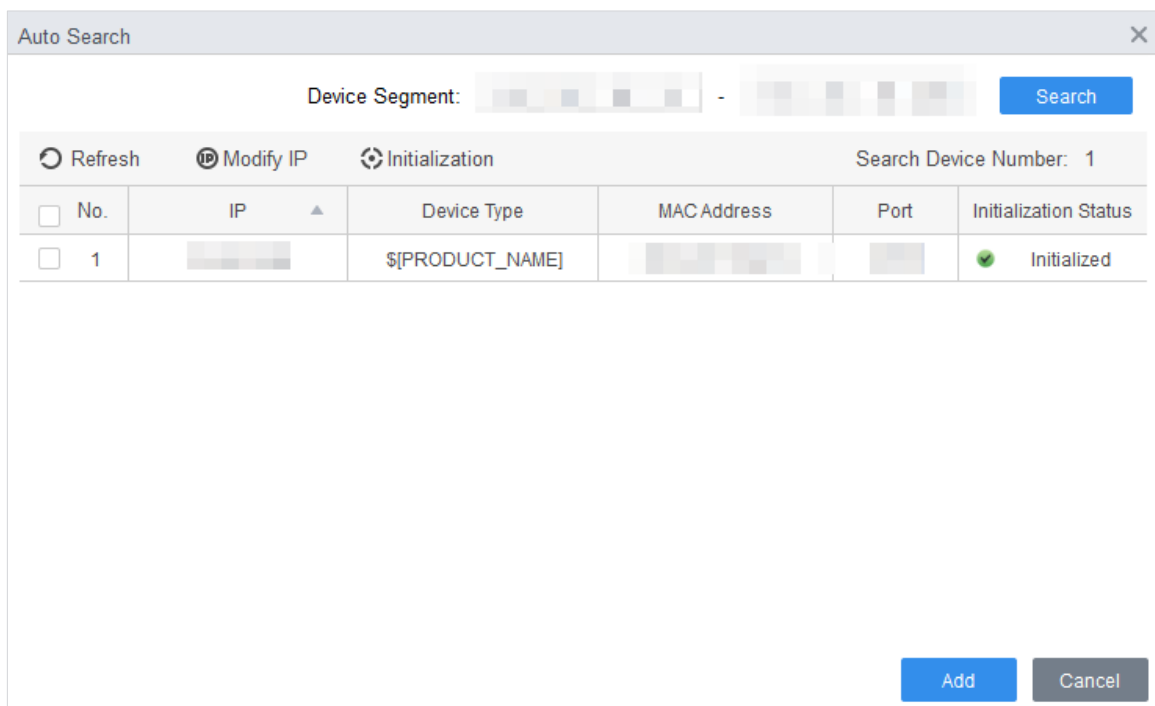 Auto Search
Device Segment: - Search
Refresh Modify IP Initialization Search Device Number: 1
No. IP Device Type MAC Address Port Initialization Status
1 $[PRODUCT_NAME] Initialized
Add Cancel